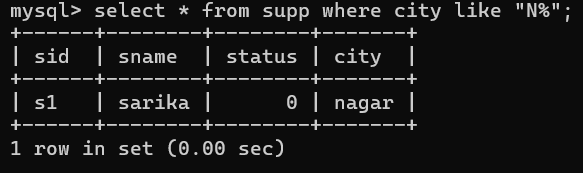 mysql> select * from supp where city like "N%";
+------+--------+--------+-------+
| sid  | sname  | status | city  |
+------+--------+--------+-------+
| s1   | sarika |      0 | nagar |
+------+--------+--------+-------+
1 row in set (0.00 sec)